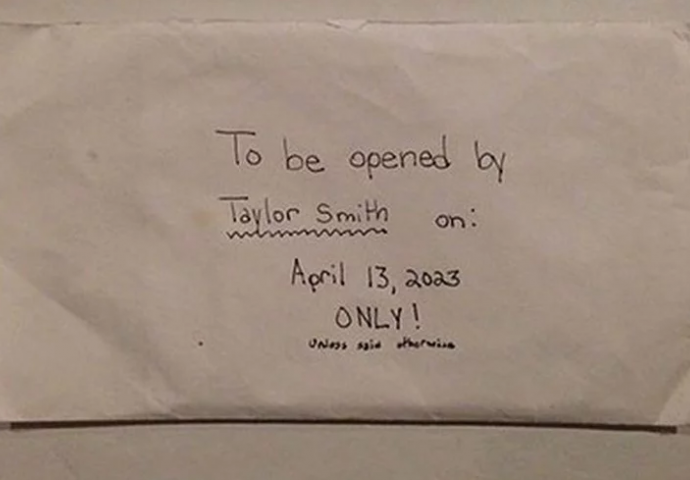 To be opened by
Taylor Smith on:
April 13, 2023
ONLY!
unless said otherwise